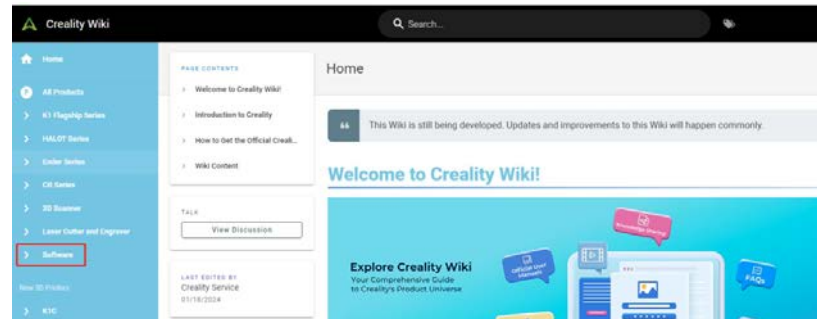 Creality Wiki
Search...
Home
All Products
K1 Flagship Series
HALOT Series
Ender Series
CR Series
3D Scanner
Laser Cutter and Engraver
Software
New 3D Printers
K1C
PAGE CONTENTS
Welcome to Creality Wiki!
Introduction to Creality
How to Get the Official Creali...
Wiki Content
TALK
View Discussion
LAST EDITED BY
Creality Service
01/18/2024
Home
This Wiki is still being developed. Updates and improvements to this Wiki will happen commonly.
Welcome to Creality Wiki!
Explore Creality Wiki
Your Comprehensive Guide
to Creality's Product Universe
Official User
Manuals
Knowledge Sharing
FAQs